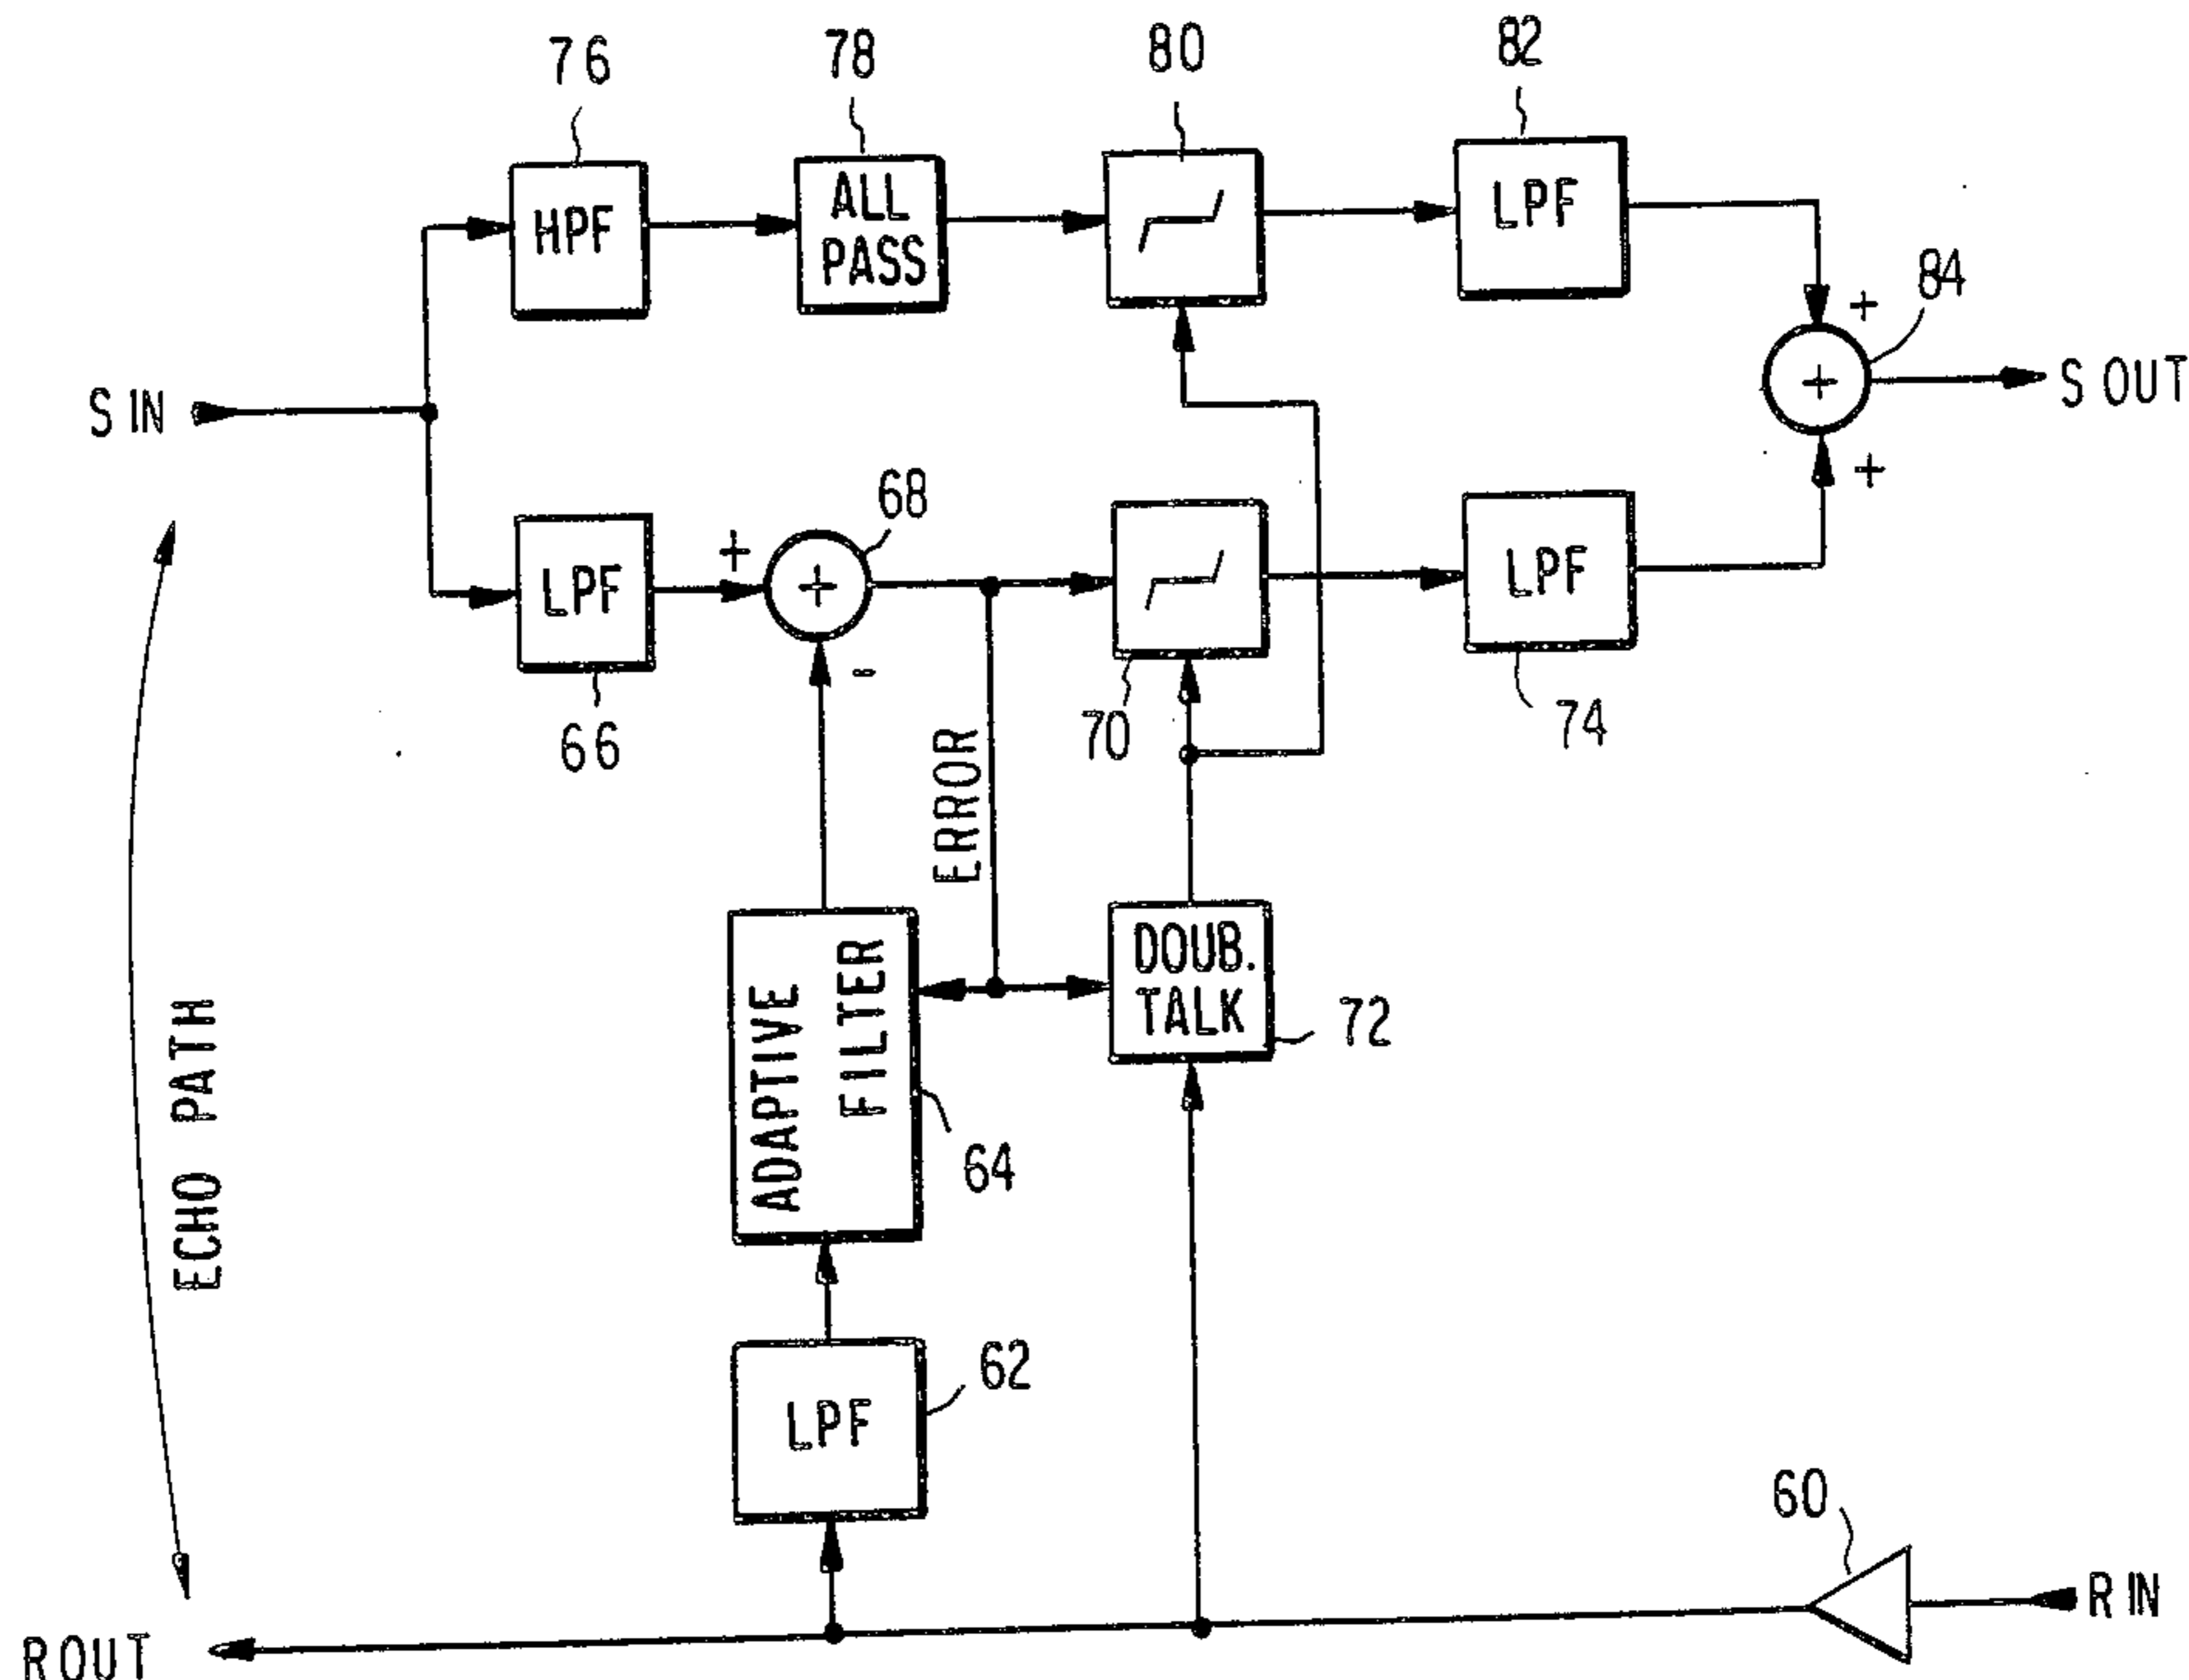 76
78
80
82
HPF
ALL
PASS
LPF
84
+
S IN
+
S OUT
68
+
+
+
LPF
LPF
-
66
70
74
ERROR
DOUB.
TALK
72
ADAPTIVE
FILTER
64
ECHO PATH
LPF
62
60
R IN
R OUT